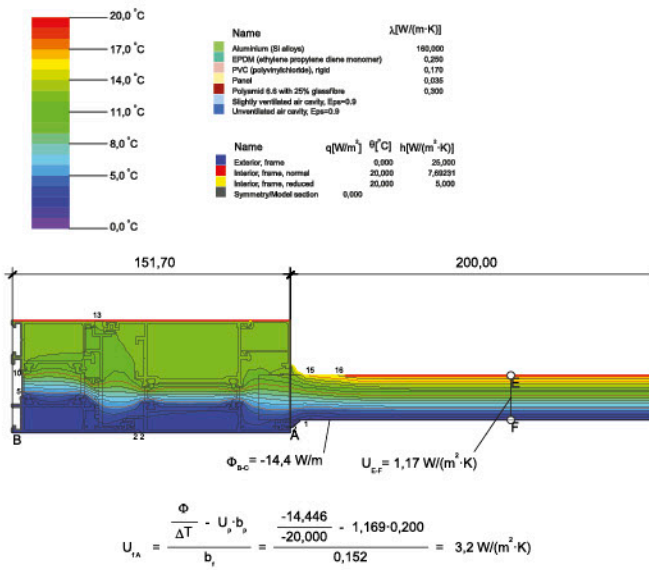 20,0 °C
17,0 °C
14,0 °C
11,0 °C
8,0 °C
5,0 °C
0,0 °C
Name λ[W/(m·K)]
Aluminium (Si alloys) 160,000
EPDM (ethylene propylene diene monomer) 0,250
PVC (polyvinylchloride), rigid 0,170
Panel 0,035
Polyamid 6.6 with 25% glassfibre 0,300
Slightly ventilated air cavity, Eps=0.9
Unventilated air cavity, Eps=0.9
Name q[W/m²] θ[°C] h[W/(m²·K)]
Exterior, frame 0,000 25,000
Interior, frame, normal 20,000 7,69231
Interior, frame, reduced 20,000 5,000
Symmetry/Model section 0,000
151,70 200,00
13
15 16
10
5
E
F
B 2 2 A 1
ΦB-C = -14,4 W/m UE-F = 1,17 W/(m²·K)
UfA = (Φ/ΔT - Up·bp)/bf = (-14,446/-20,000 - 1,169·0,200)/0,152 = 3,2 W/(m²·K)